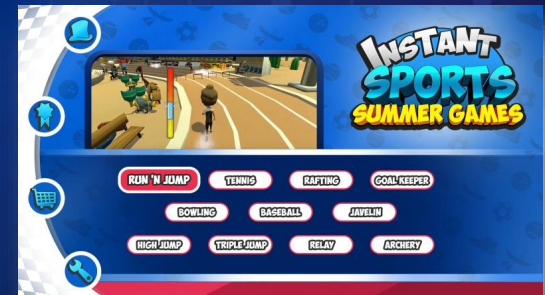 INSTANT
SPORTS
SUMMER GAMES
RUN 'N JUMP TENNIS RAFTING GOAL KEEPER
BOWLING BASEBALL JAVELIN
HIGH JUMP TRIPLE JUMP RELAY ARCHERY